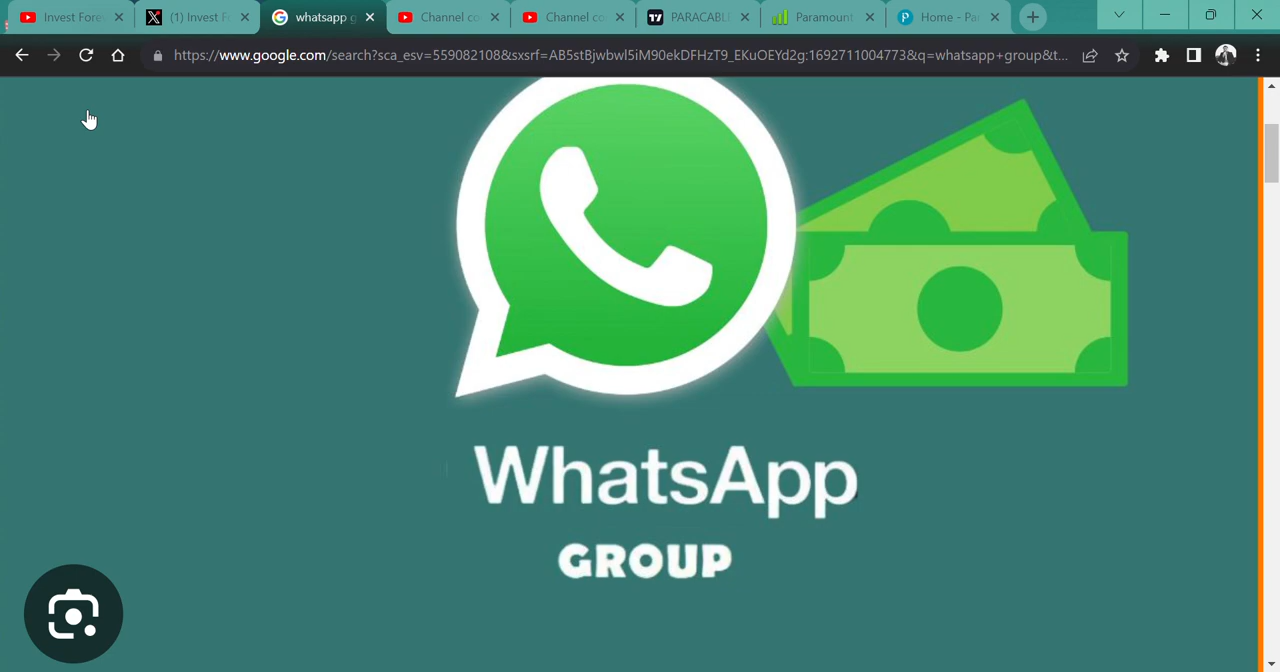 Invest Fore
(1) Invest F
whatsapp g
Channel co
Channel co
PARACABL
Paramount
Home - Pa
https://www.google.com/search?sca_esv=559082108&sxsrf=AB5stBjwbwl5iM90ekDFHzT9_EKuOEYd2g:1692711004773&q=whatsapp+group&t...
WhatsApp
GROUP